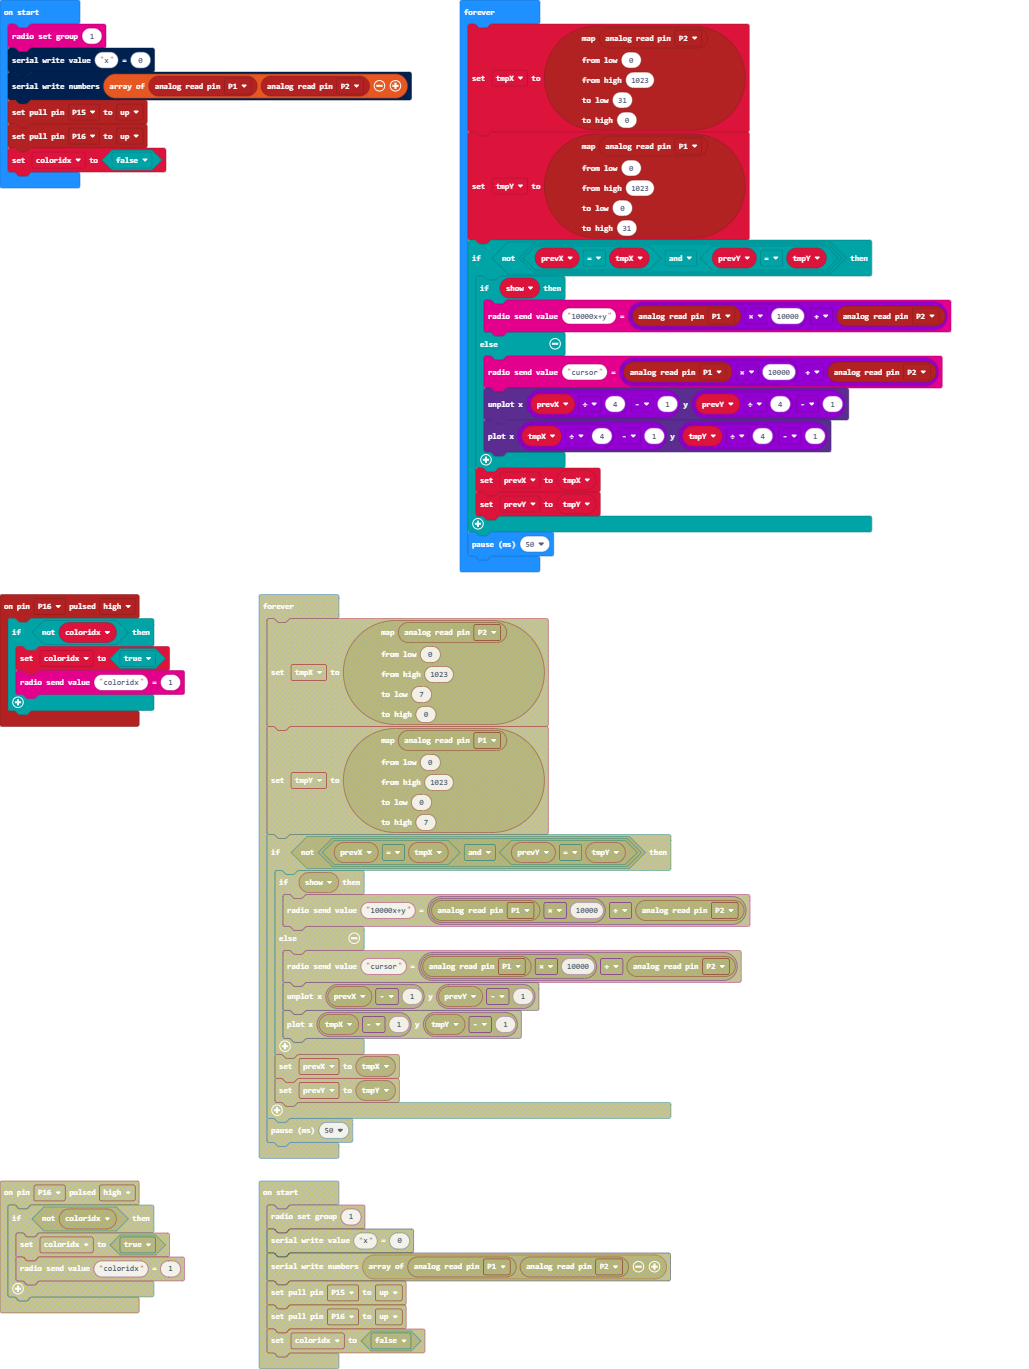 on start
radio set group 1
serial write value "x" = 0
serial write numbers array of analog read pin P1 analog read pin P2
set pull pin P15 to up
set pull pin P16 to up
set coloridx to false
forever
set tmpX to map analog read pin P2
from low 0
from high 1023
to low 31
to high 0
set tmpY to map analog read pin P1
from low 0
from high 1023
to low 0
to high 31
if not prevX = tmpX and prevY = tmpY then
if show then
radio send value "10000x+y" = analog read pin P1 × 10000 + analog read pin P2
else
radio send value "cursor" = analog read pin P1 × 10000 + analog read pin P2
unplot x prevX ÷ 4 - 1 y prevY ÷ 4 - 1
plot x tmpX ÷ 4 - 1 y tmpY ÷ 4 - 1
set prevX to tmpX
set prevY to tmpY
pause (ms) 50
on pin P16 pulsed high
if not coloridx then
set coloridx to true
radio send value "coloridx" = 1
forever
set tmpX to map analog read pin P2
from low 0
from high 1023
to low 7
to high 0
set tmpY to map analog read pin P1
from low 0
from high 1023
to low 0
to high 7
if not prevX = tmpX and prevY = tmpY then
if show then
radio send value "10000x+y" = analog read pin P1 × 10000 + analog read pin P2
else
radio send value "cursor" = analog read pin P1 × 10000 + analog read pin P2
unplot x prevX - 1 y prevY - 1
plot x tmpX - 1 y tmpY - 1
set prevX to tmpX
set prevY to tmpY
pause (ms) 50
on pin P16 pulsed high
if not coloridx then
set coloridx to true
radio send value "coloridx" = 1
on start
radio set group 1
serial write value "x" = 0
serial write numbers array of analog read pin P1 analog read pin P2
set pull pin P15 to up
set pull pin P16 to up
set coloridx to false